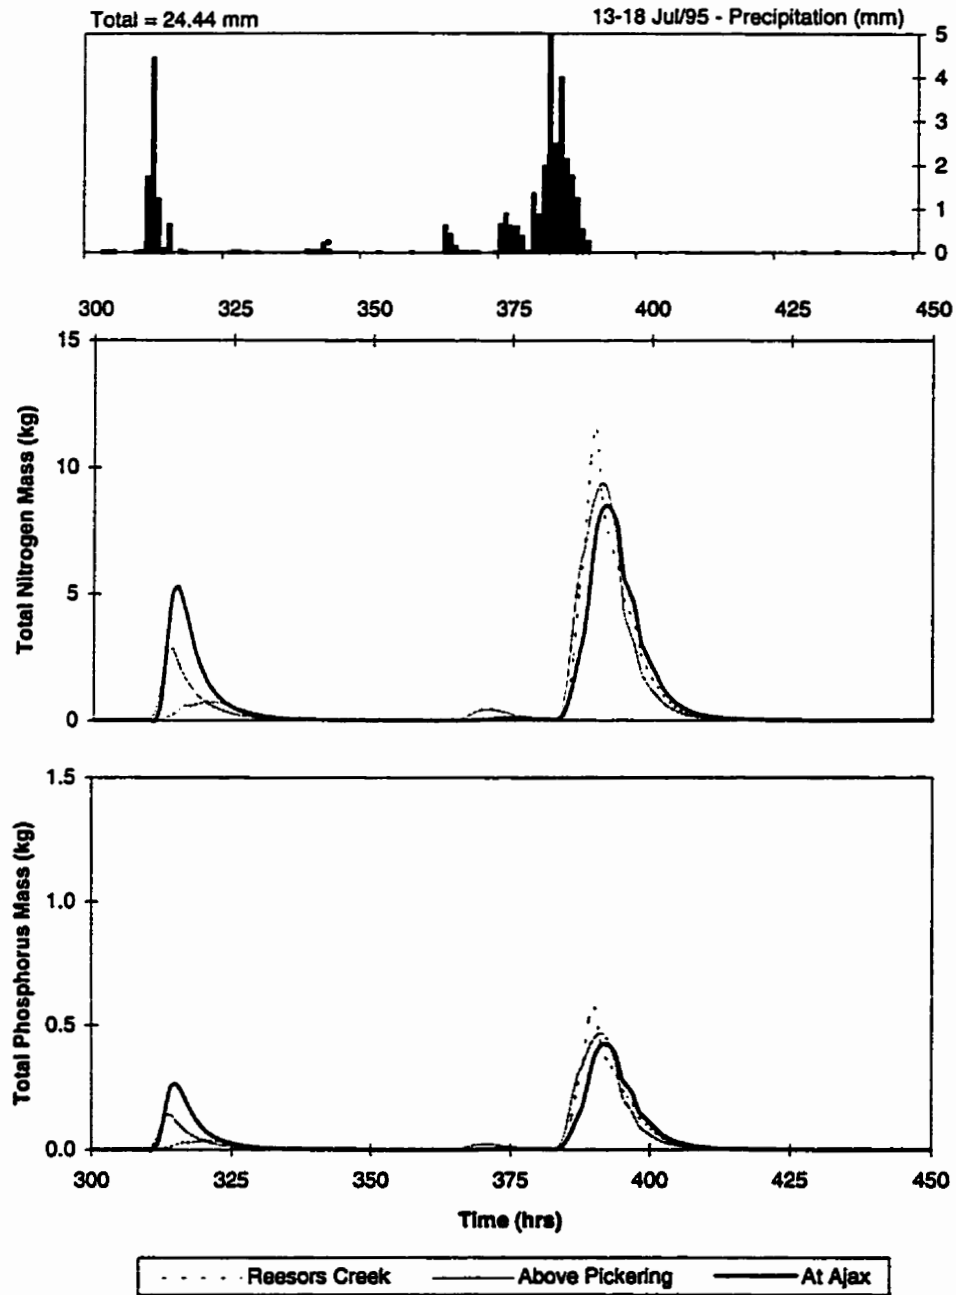 Total = 24.44 mm 13-18 Jul/95 - Precipitation (mm)
5
4
3
2
1
0
300 325 350 375 400 425 450
15
10
5
0
Total Nitrogen Mass (kg)
1.5
1.0
0.5
0.0
Total Phosphorus Mass (kg)
300 325 350 375 400 425 450
Time (hrs)
Reesors Creek Above Pickering At Ajax